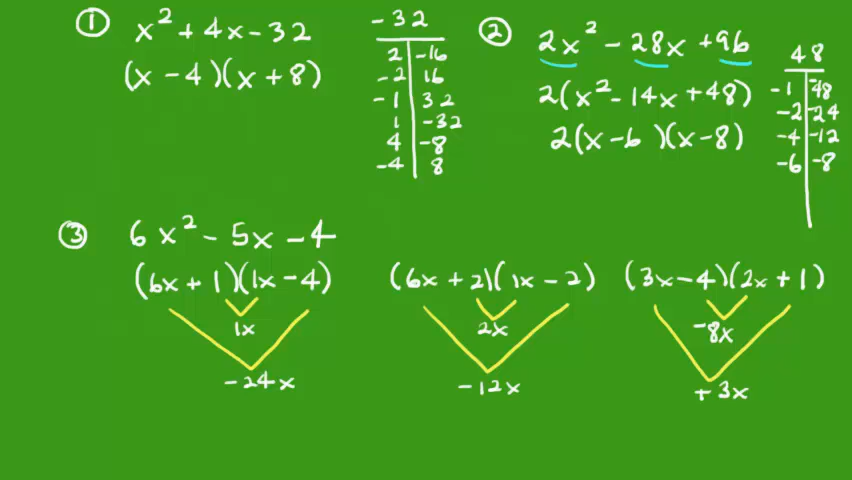 ① x² + 4x - 32
(x - 4)(x + 8)
-32
2 | -16
-2 | 16
-1 | 32
1 | -32
4 | -8
-4 | 8
② 2x² - 28x + 96
2(x² - 14x + 48)
2(x - 6 )(x - 8)
48
-1 | -48
-2 | -24
-4 | -12
-6 | -8
③ 6x² - 5x - 4
(6x + 1)(1x - 4)
1x
-24x
(6x + 2)(1x - 2)
2x
-12x
(3x - 4)(2x + 1)
-8x
+3x